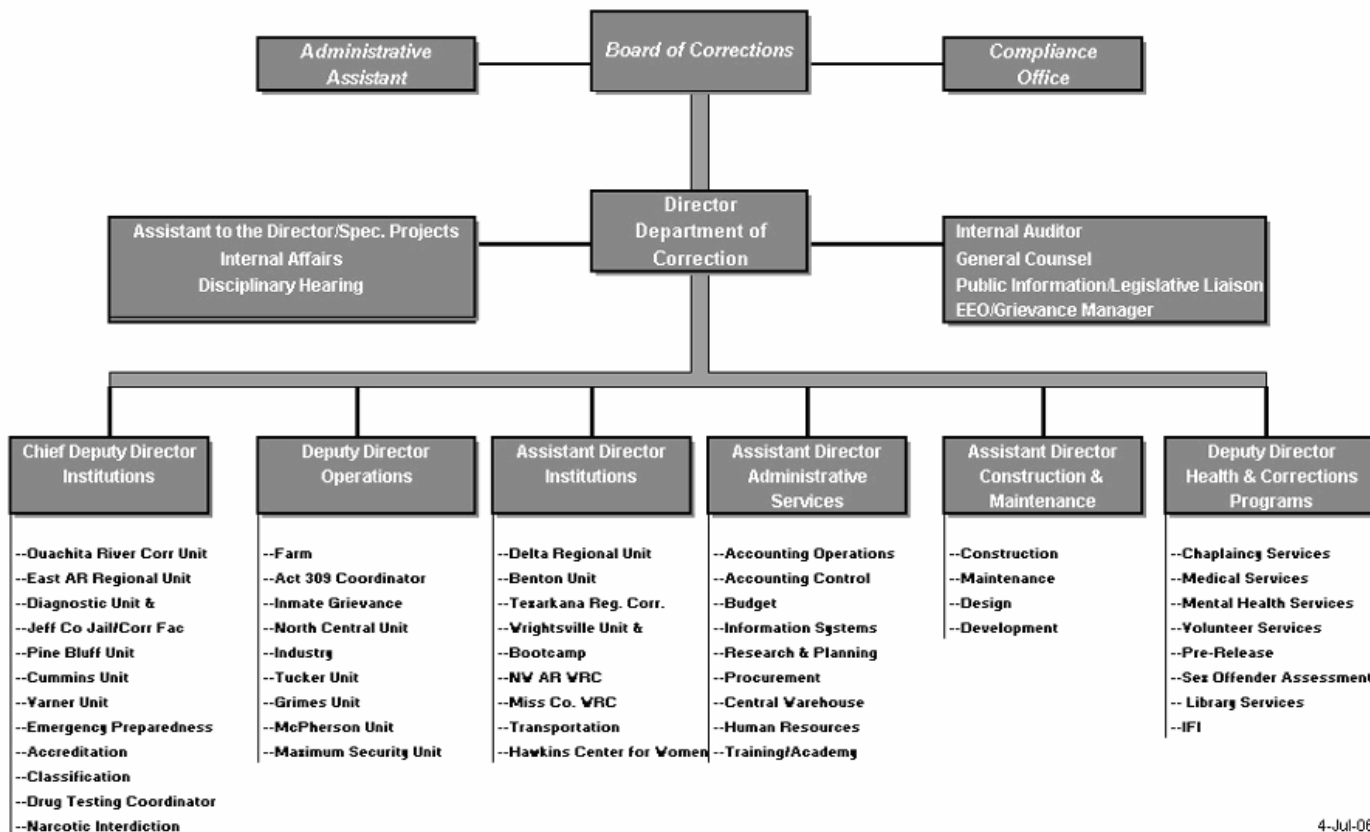 Administrative
Assistant
Board of Corrections
Compliance
Office
Director
Department of
Correction
Assistant to the Director/Spec. Projects
Internal Affairs
Disciplinary Hearing
Internal Auditor
General Counsel
Public Information/Legislative Liaison
EEO/Grievance Manager
Chief Deputy Director
Institutions
--Ouachita River Corr Unit
--East AR Regional Unit
--Diagnostic Unit &
--Jeff Co Jail/Corr Fac
--Pine Bluff Unit
--Cummins Unit
--Varner Unit
--Emergency Preparedness
--Accreditation
--Classification
--Drug Testing Coordinator
--Narcotic Interdiction
Deputy Director
Operations
--Farm
--Act 309 Coordinator
--Inmate Grievance
--North Central Unit
--Industry
--Tucker Unit
--Grimes Unit
--McPherson Unit
--Maximum Security Unit
Assistant Director
Institutions
--Delta Regional Unit
--Benton Unit
--Texarkana Reg. Corr.
--Wrightsville Unit &
--Bootcamp
--NW AR WRC
--Miss Co. WRC
--Transportation
--Hawkins Center for Women
Assistant Director
Administrative
Services
--Accounting Operations
--Accounting Control
--Budget
--Information Systems
--Research & Planning
--Procurement
--Central Warehouse
--Human Resources
--Training/Academy
Assistant Director
Construction &
Maintenance
--Construction
--Maintenance
--Design
--Development
Deputy Director
Health & Corrections
Programs
--Chaplaincy Services
--Medical Services
--Mental Health Services
--Volunteer Services
--Pre-Release
--Sex Offender Assessment
-- Library Services
--IFI
4-Jul-06